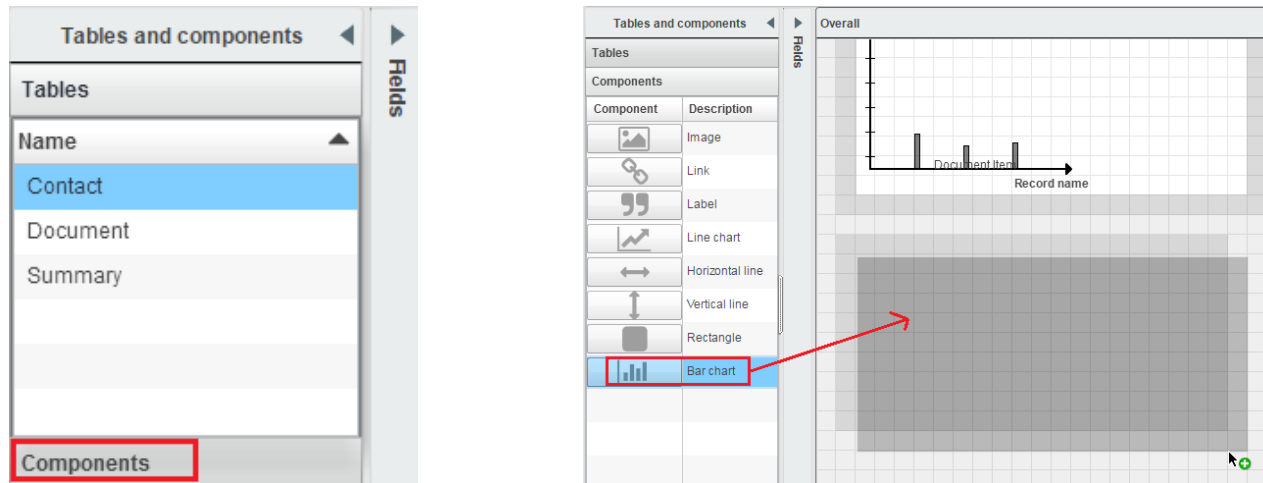 Tables and components
Fields
Tables
Name
Contact
Document
Summary
Components
Tables and components
Fields
Overall
Tables
Components
Component Description
Image
Link
Label
Line chart
Horizontal line
Vertical line
Rectangle
Bar chart
Document Item
Record name